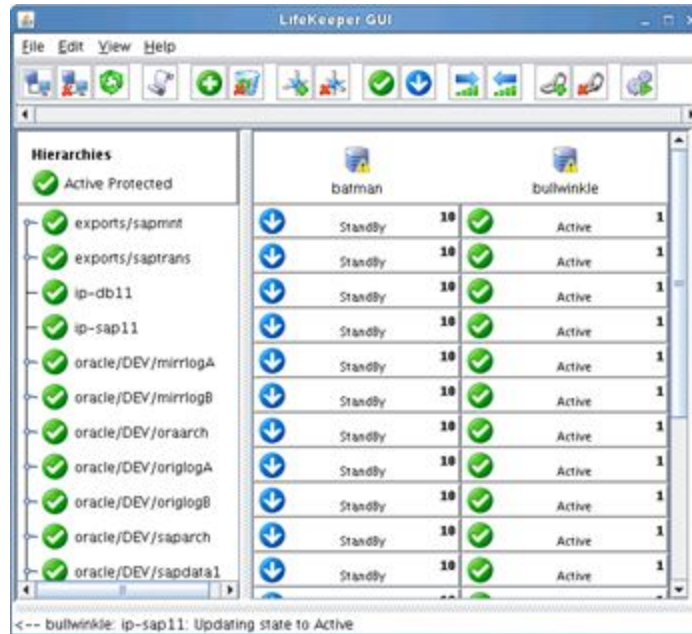 LifeKeeper GUI
File Edit View Help
Hierarchies
Active Protected
batman
bullwinkle
exports/sapmnt
StandBy 10
Active 1
exports/saptrans
StandBy 10
Active 1
ip-db11
StandBy 10
Active 1
ip-sap11
StandBy 10
Active 1
oracle/DEV/mirrlogA
StandBy 10
Active 1
oracle/DEV/mirrlogB
StandBy 10
Active 1
oracle/DEV/oraarch
StandBy 10
Active 1
oracle/DEV/origlogA
StandBy 10
Active 1
oracle/DEV/origlogB
StandBy 10
Active 1
oracle/DEV/saparch
StandBy 10
Active 1
oracle/DEV/sapdata1
StandBy 10
Active 1
<-- bullwinkle: ip-sap11: Updating state to Active